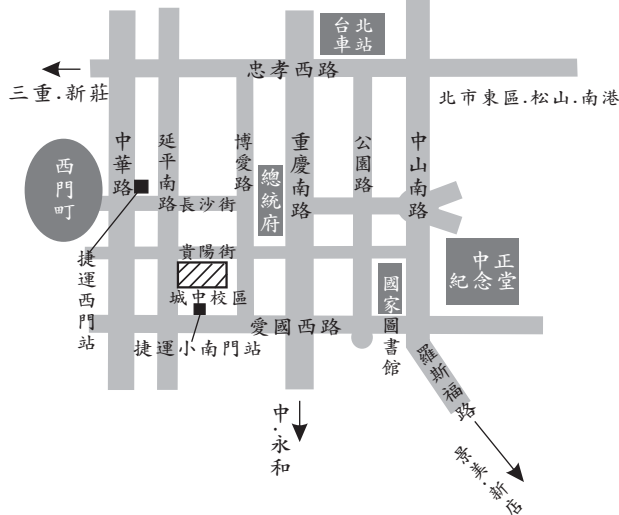 台北
車站
忠孝西路
三重.新莊
北市東區.松山.南港
中華路
延平南路
博愛路
重慶南路
公園路
中山南路
西門町
總統府
長沙街
貴陽街
中正
紀念堂
捷運西門站
城中校區
國家圖書館
愛國西路
捷運小南門站
羅斯福路
中.永和
景美.新店